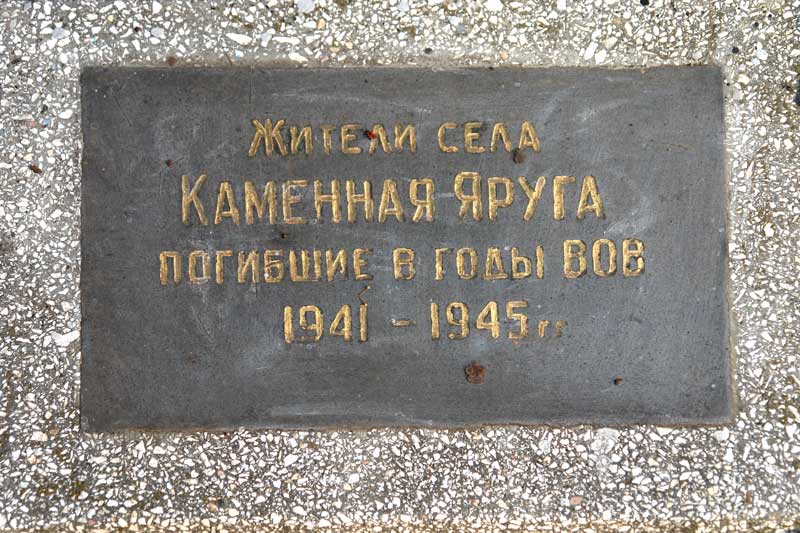 Жители села
Каменная Яруга
погибшие в годы ВОВ
1941 - 1945 гг.